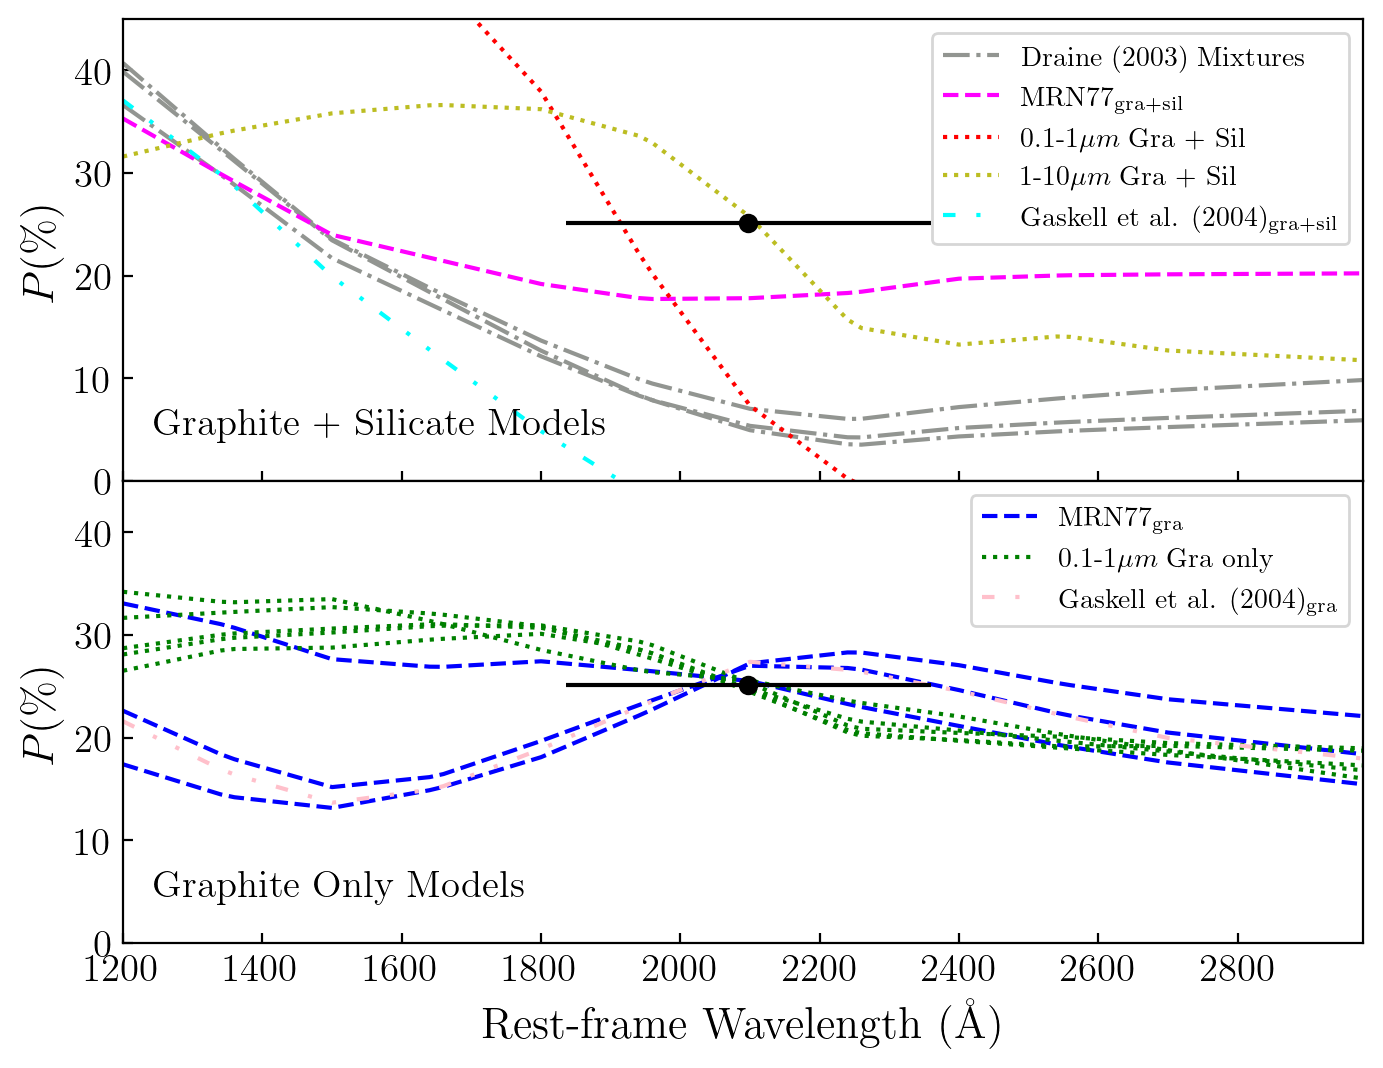 40
30
20
10
0
P(%)
Draine (2003) Mixtures
MRN77gra+sil
0.1-1μm Gra + Sil
1-10μm Gra + Sil
Gaskell et al. (2004)gra+sil
Graphite + Silicate Models
40
30
20
10
0
P(%)
MRN77gra
0.1-1μm Gra only
Gaskell et al. (2004)gra
Graphite Only Models
1200 1400 1600 1800 2000 2200 2400 2600 2800
Rest-frame Wavelength (Å)